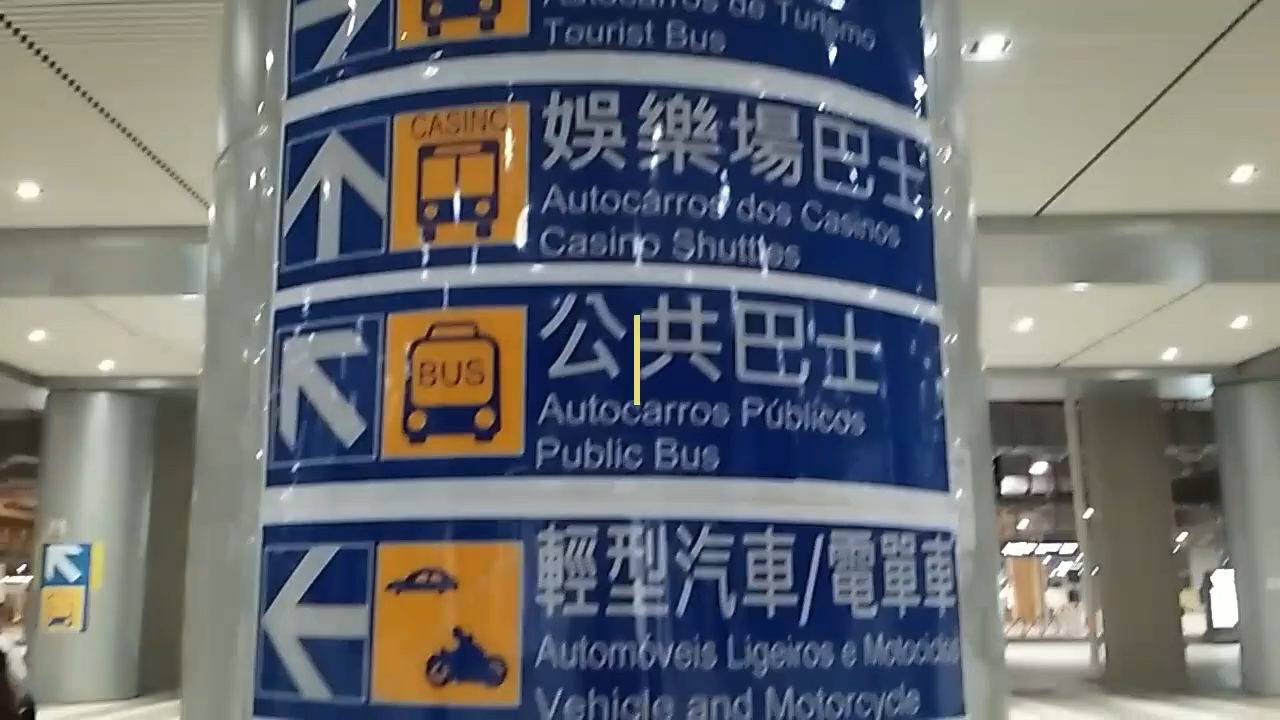 Autocarros de Turismo
Tourist Bus
CASINO
娛樂場巴士
Autocarros dos Casinos
Casino Shuttles
公共巴士
BUS
Autocarros Públicos
Public Bus
輕型汽車/電單車
Automóveis Ligeiros e Motociclos
Vehicle and Motorcycle